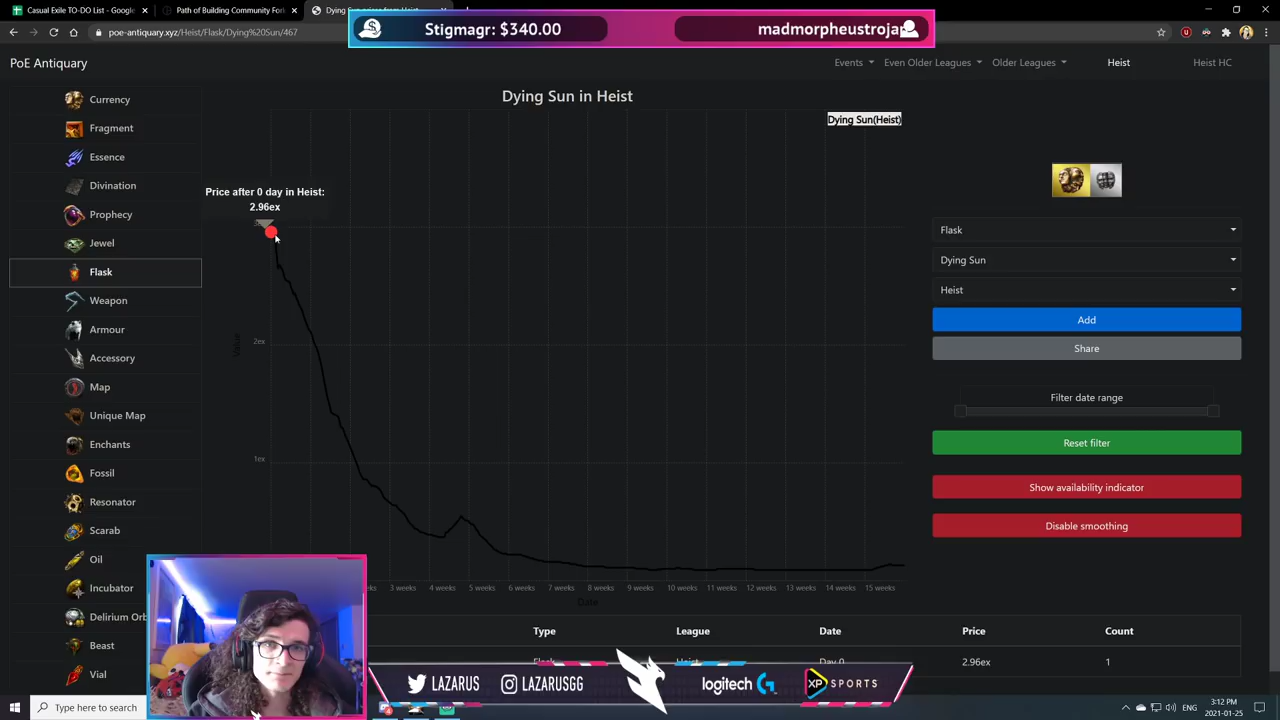 Casual Exile TO-DO List - Google
Path of Building Community For
Dying Sun
poe-antiquary.xyz/Heist/Flask/Dying%20Sun/467
Stigmagr: $340.00
madmorpheustroja
PoE Antiquary
Events
Even Older Leagues
Older Leagues
Heist
Heist HC
Currency
Fragment
Essence
Divination
Prophecy
Jewel
Flask
Weapon
Armour
Accessory
Map
Unique Map
Enchants
Fossil
Resonator
Scarab
Oil
Incubator
Delirium Orb
Beast
Vial
Dying Sun in Heist
Dying Sun(Heist)
Price after 0 day in Heist:
2.96ex
2ex
1ex
Value
3 weeks
4 weeks
5 weeks
6 weeks
7 weeks
8 weeks
9 weeks
10 weeks
11 weeks
12 weeks
13 weeks
14 weeks
15 weeks
Date
Flask
Dying Sun
Heist
Add
Share
Filter date range
Reset filter
Show availability indicator
Disable smoothing
Type
League
Date
Price
Count
Flask
Heist
Day 0
2.96ex
1
LAZARUS
LAZARUSGG
logitech G
XP SPORTS
Type here to search
3:12 PM
2021-01-25